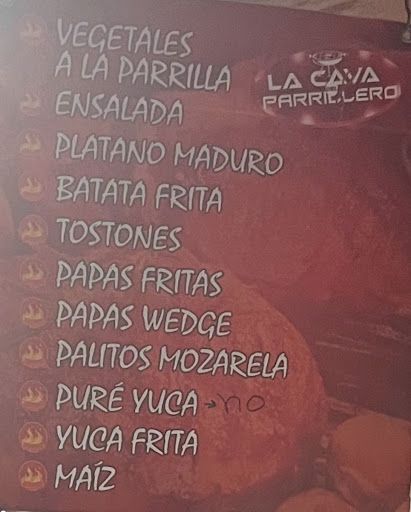 VEGETALES
A LA PARRILLA
LA CAVA
PARRILLERO
ENSALADA
PLATANO MADURO
BATATA FRITA
TOSTONES
PAPAS FRITAS
PAPAS WEDGE
PALITOS MOZARELA
PURÉ YUCA → no
YUCA FRITA
MAÍZ